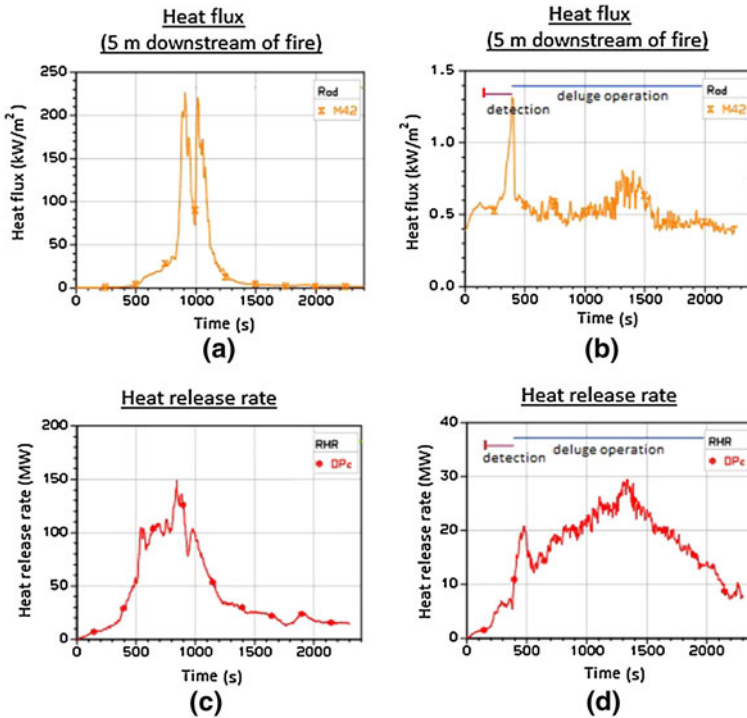 Heat flux
(5 m downstream of fire)
Heat flux (kW/m²)
250
200
150
100
50
0
Rad
M42
0 500 1000 1500 2000
Time (s)
(a)
Heat flux
(5 m downstream of fire)
Heat flux (kW/m²)
1.5
1.0
0.5
0.0
detection
deluge operation
Rad
M42
0 500 1000 1500 2000
Time (s)
(b)
Heat release rate
Heat release rate (MW)
200
150
100
50
0
RHR
DPc
0 500 1000 1500 2000
Time (s)
(c)
Heat release rate
Heat release rate (MW)
40
30
20
10
0
detection
deluge operation
RHR
DPc
0 500 1000 1500 2000
Time (s)
(d)